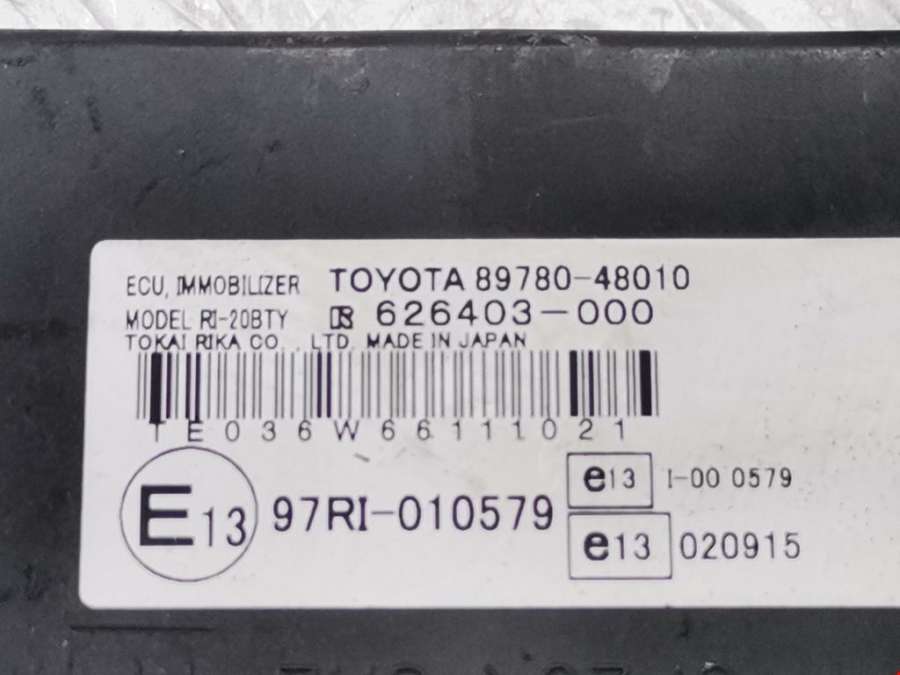 ECU, IMMOBILIZER TOYOTA 89780-48010
MODEL RI-20BTY 626403-000
TOKAI RIKA CO., LTD. MADE IN JAPAN
TE036W66111021
E13 97RI-010579
e13 I-00 0579
e13 020915